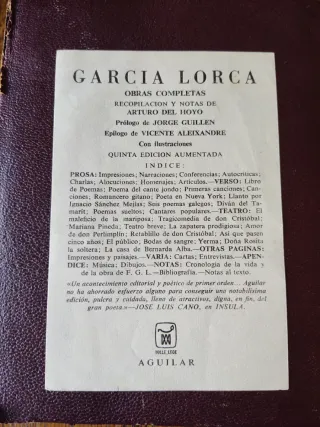 GARCIA LORCA
OBRAS COMPLETAS
RECOPILACION Y NOTAS DE
ARTURO DEL HOYO
Prólogo de JORGE GUILLEN
Epílogo de VICENTE ALEIXANDRE
Con ilustraciones
QUINTA EDICION AUMENTADA
INDICE:
PROSA: Impresiones; Narraciones; Conferencias; Autocríticas;
Charlas; Alocuciones; Homenajes; Artículos.—VERSO: Libro
de Poemas; Poema del cante jondo; Primeras canciones; Can-
ciones; Romancero gitano; Poeta en Nueva York; Llanto por
Ignacio Sánchez Mejías; Seis poemas galegos; Diván del Ta-
marit; Poemas sueltos; Cantares populares.—TEATRO: El
maleficio de la mariposa; Tragicomedia de don Cristóbal;
Mariana Pineda; Teatro breve; La zapatera prodigiosa; Amor
de don Perlimplín; Retablillo de don Cristóbal; Así que pasen
cinco años; El público; Bodas de sangre; Yerma; Doña Rosita
la soltera; La casa de Bernarda Alba.—OTRAS PAGINAS:
Impresiones y paisajes.—VARIA: Cartas; Entrevistas.—APEN-
DICE: Música; Dibujos.—NOTAS: Cronología de la vida y
de la obra de F. G. L.—Bibliografía.—Notas al texto.
«Un acontecimiento editorial y poético de primer orden... Aguilar
no ha ahorrado esfuerzo alguno para conseguir una notabilísima
edición, pulcra y cuidada, llena de atractivos, digna, en fin, del
gran poeta.»—JOSE LUIS CANO, en INSULA.
AGUILAR